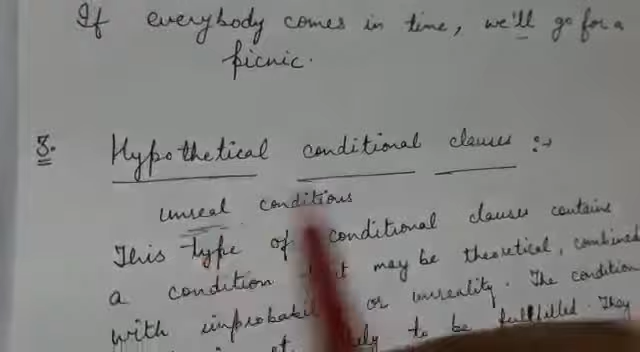 If everybody comes in time, we'll go for a
picnic.
3. Hypothetical conditional clauses :→
unreal conditions
This type of conditional clauses contains
a condition may be theoretical, combined
with or unreality. The condition
to be fulfilled. They